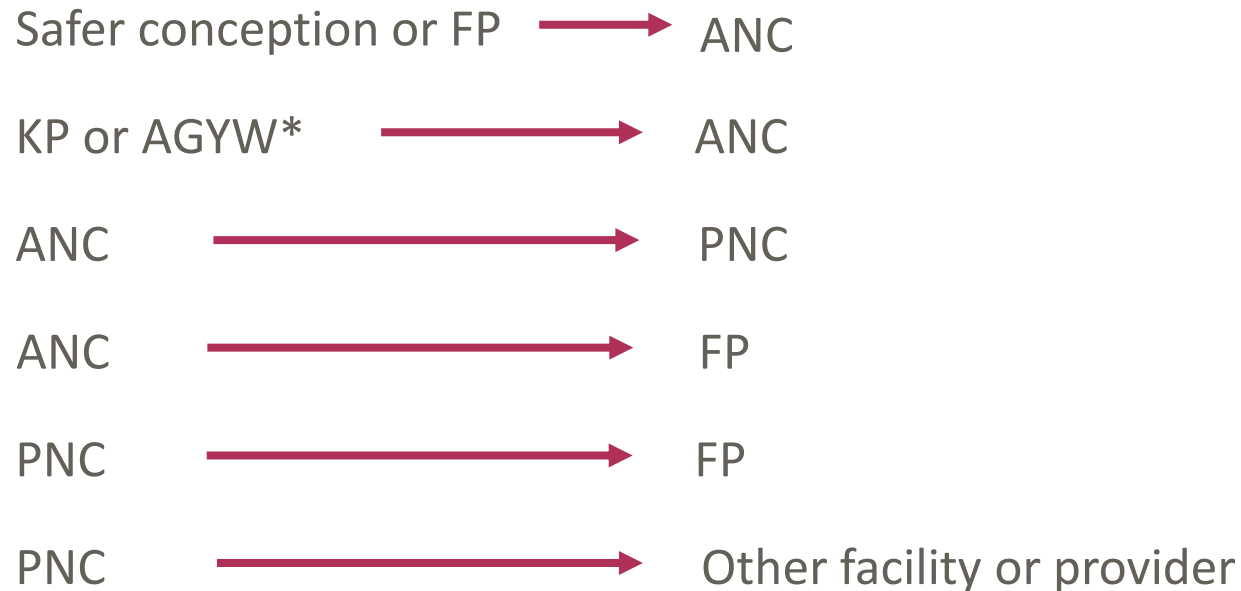 Safer conception or FP ANC
KP or AGYW* ANC
ANC PNC
ANC FP
PNC FP
PNC Other facility or provider